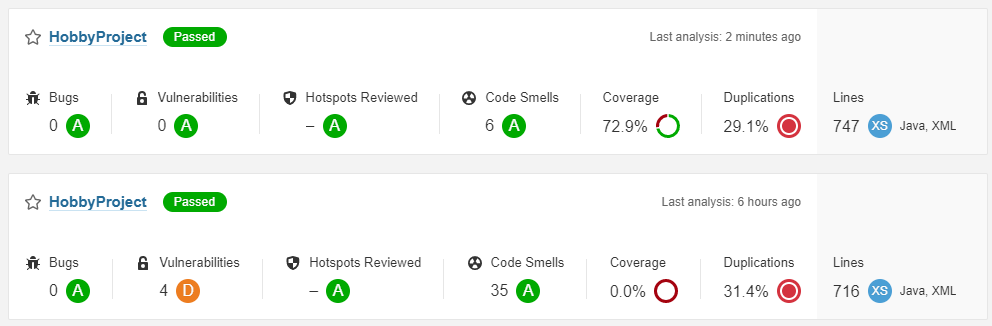 HobbyProject Passed Last analysis: 2 minutes ago
Bugs Vulnerabilities Hotspots Reviewed Code Smells Coverage Duplications Lines
0 A 0 A – A 6 A 72.9% 29.1% 747 XS Java, XML
HobbyProject Passed Last analysis: 6 hours ago
Bugs Vulnerabilities Hotspots Reviewed Code Smells Coverage Duplications Lines
0 A 4 D – A 35 A 0.0% 31.4% 716 XS Java, XML